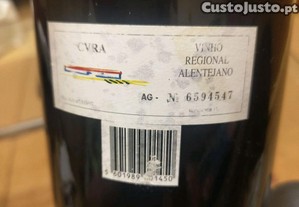 CustoJusto.pt
CVRA
VINHO
REGIONAL
ALENTEJANO
AG - № 6594547